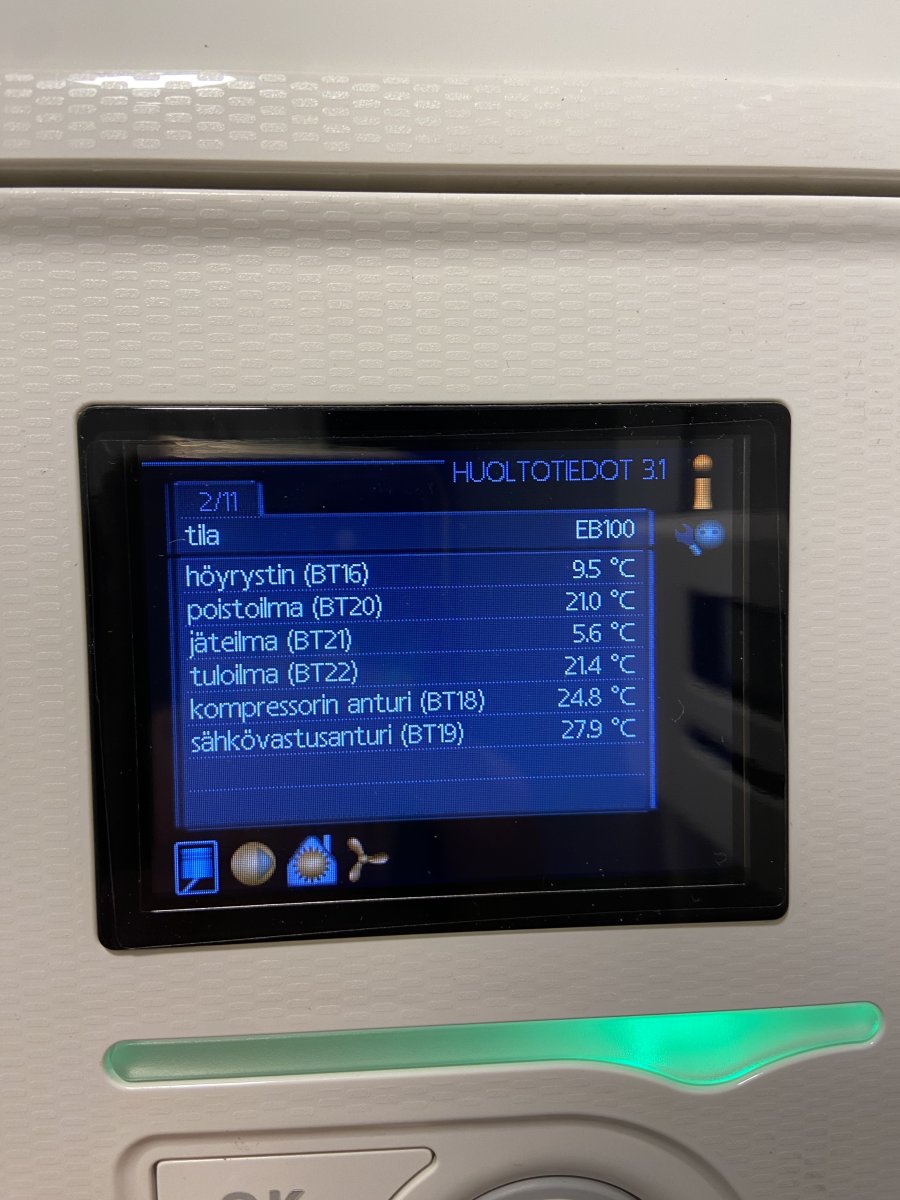 HUOLTOTIEDOT 3.1
2/11
tila EB100
höyrystin (BT16) 9.5 °C
poistoilma (BT20) 21.0 °C
jäteilma (BT21) 5.6 °C
tuloilma (BT22) 21.4 °C
kompressorin anturi (BT18) 24.8 °C
sähkövastusanturi (BT19) 27.9 °C
OK